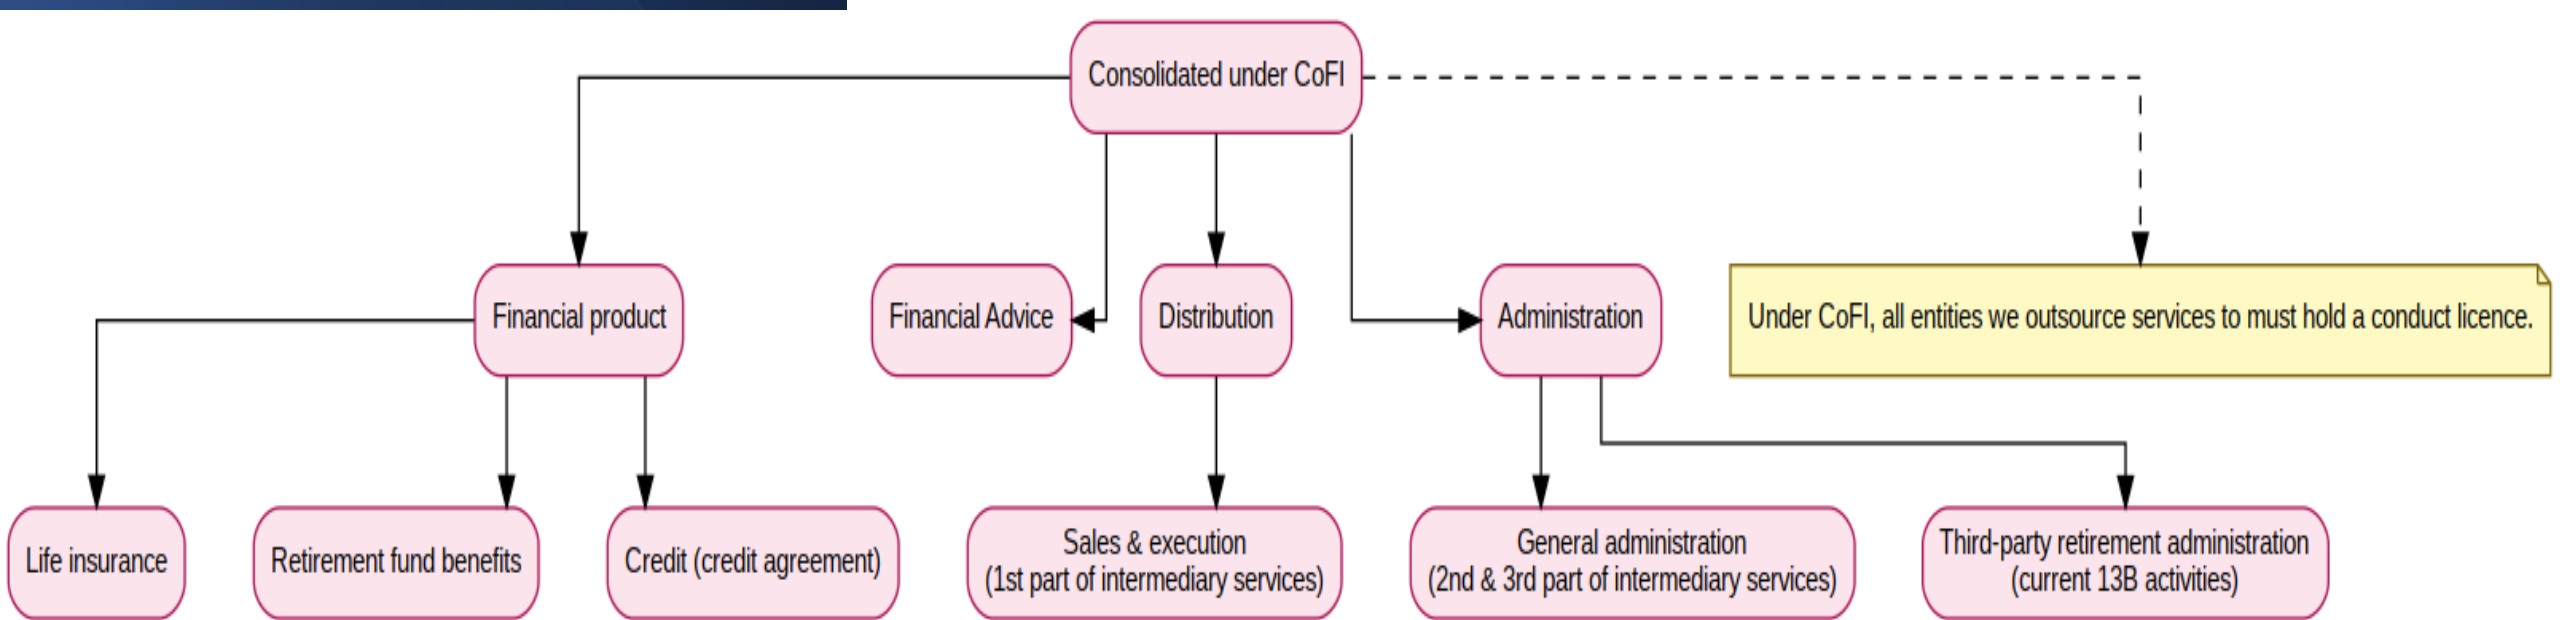 Consolidated under CoFI
Financial product
Financial Advice
Distribution
Administration
Under CoFI, all entities we outsource services to must hold a conduct licence.
Life insurance
Retirement fund benefits
Credit (credit agreement)
Sales & execution
(1st part of intermediary services)
General administration
(2nd & 3rd part of intermediary services)
Third-party retirement administration
(current 13B activities)